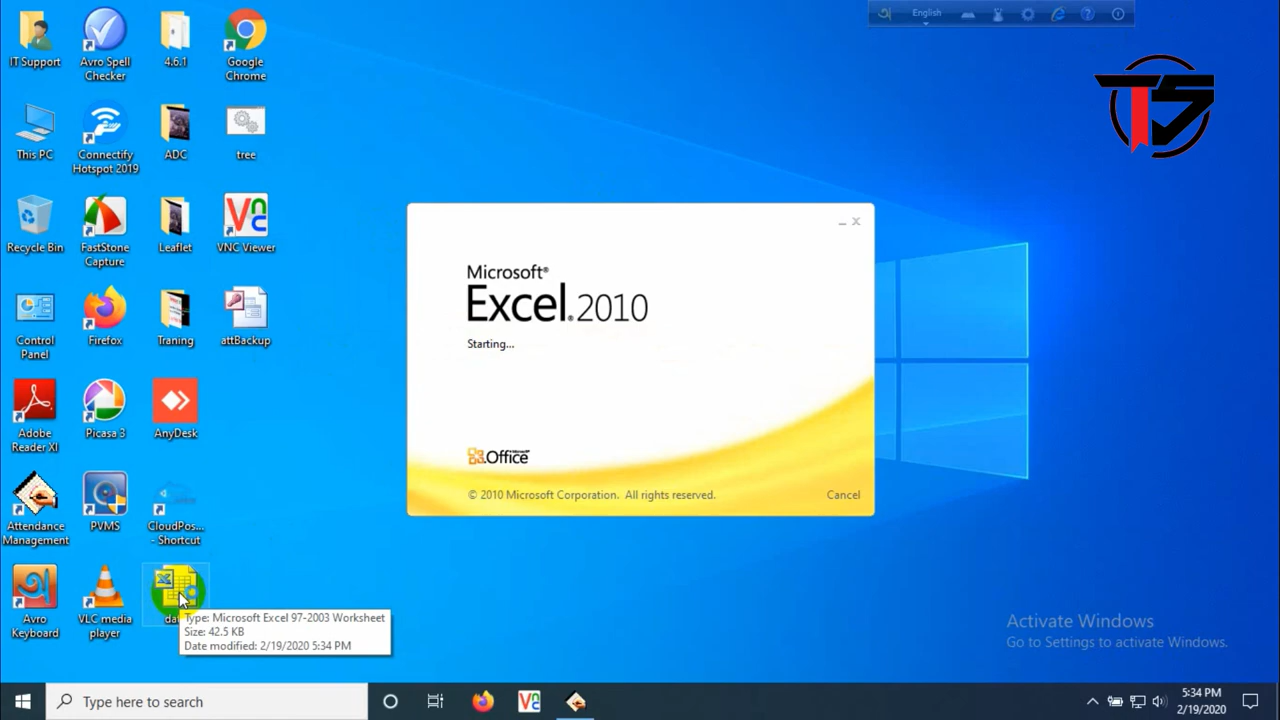 English
IT Support
Avro Spell
Checker
4.6.1
Google
Chrome
This PC
Connectify
Hotspot 2019
ADC
tree
Recycle Bin
FastStone
Capture
Leaflet
VNC Viewer
Control
Panel
Firefox
Traning
attBackup
Adobe
Reader XI
Picasa 3
AnyDesk
Attendance
Management
PVMS
CloudPos...
- Shortcut
Avro
Keyboard
VLC media
player
Microsoft®
Excel®2010
Starting...
Microsoft®
Office
© 2010 Microsoft Corporation. All rights reserved.
Cancel
Type: Microsoft Excel 97-2003 Worksheet
Size: 42.5 KB
Date modified: 2/19/2020 5:34 PM
Activate Windows
Go to Settings to activate Windows.
Type here to search
5:34 PM
2/19/2020